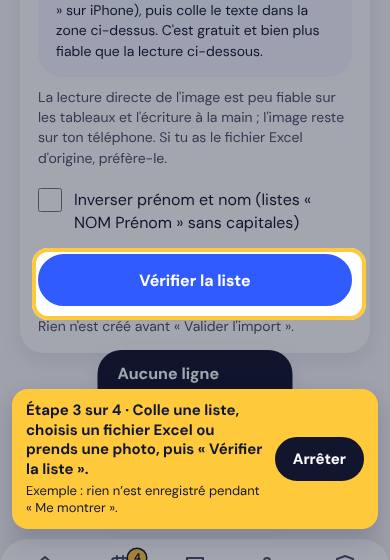 » sur iPhone), puis colle le texte dans la
zone ci-dessus. C'est gratuit et bien plus
fiable que la lecture ci-dessous.
La lecture directe de l'image est peu fiable sur
les tableaux et l'écriture à la main ; l'image reste
sur ton téléphone. Si tu as le fichier Excel
d'origine, préfère-le.
Inverser prénom et nom (listes «
NOM Prénom » sans capitales)
Vérifier la liste
Rien n'est créé avant « Valider l'import ».
Aucune ligne
Étape 3 sur 4 · Colle une liste,
choisis un fichier Excel ou
prends une photo, puis « Vérifier
la liste ».
Exemple : rien n’est enregistré pendant
« Me montrer ».
Arrêter
4